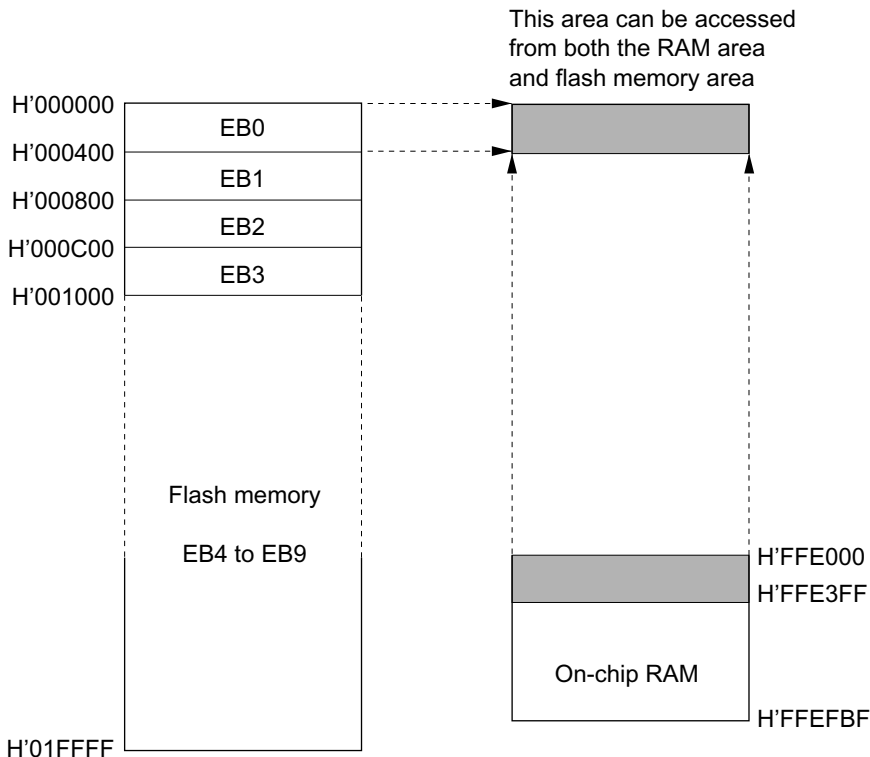 This area can be accessed
from both the RAM area
and flash memory area
H'000000
EB0
H'000400
EB1
H'000800
EB2
H'000C00
EB3
H'001000
Flash memory
EB4 to EB9
H'FFE000
H'FFE3FF
On-chip RAM
H'FFEFBF
H'01FFFF